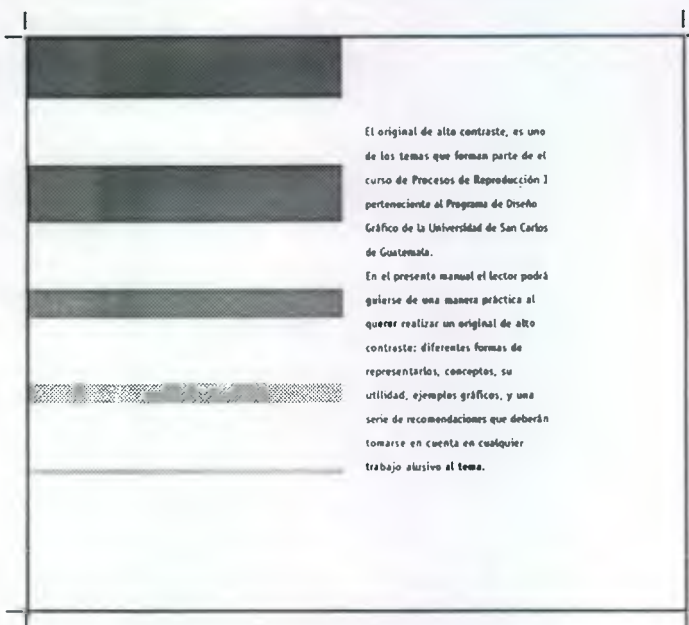 El original de alto contraste, es uno
de los temas que forman parte de el
curso de Procesos de Reproducción I
perteneciente al Programa de Diseño
Gráfico de la Universidad de San Carlos
de Guatemala.
En el presente manual el lector podrá
guierse de una manera práctica al
querer realizar un original de alto
contraste: diferentes formas de
representarlos, conceptos, su
utilidad, ejemplos gráficos, y una
serie de recomendaciones que deberán
tomarse en cuenta en cualquier
trabajo alusivo al tema.